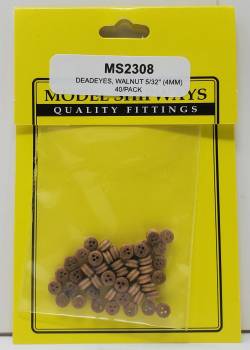 MS2308
DEADEYES, WALNUT 5/32" (4MM)
40/PACK
MODEL SHIPWAYS
QUALITY FITTINGS